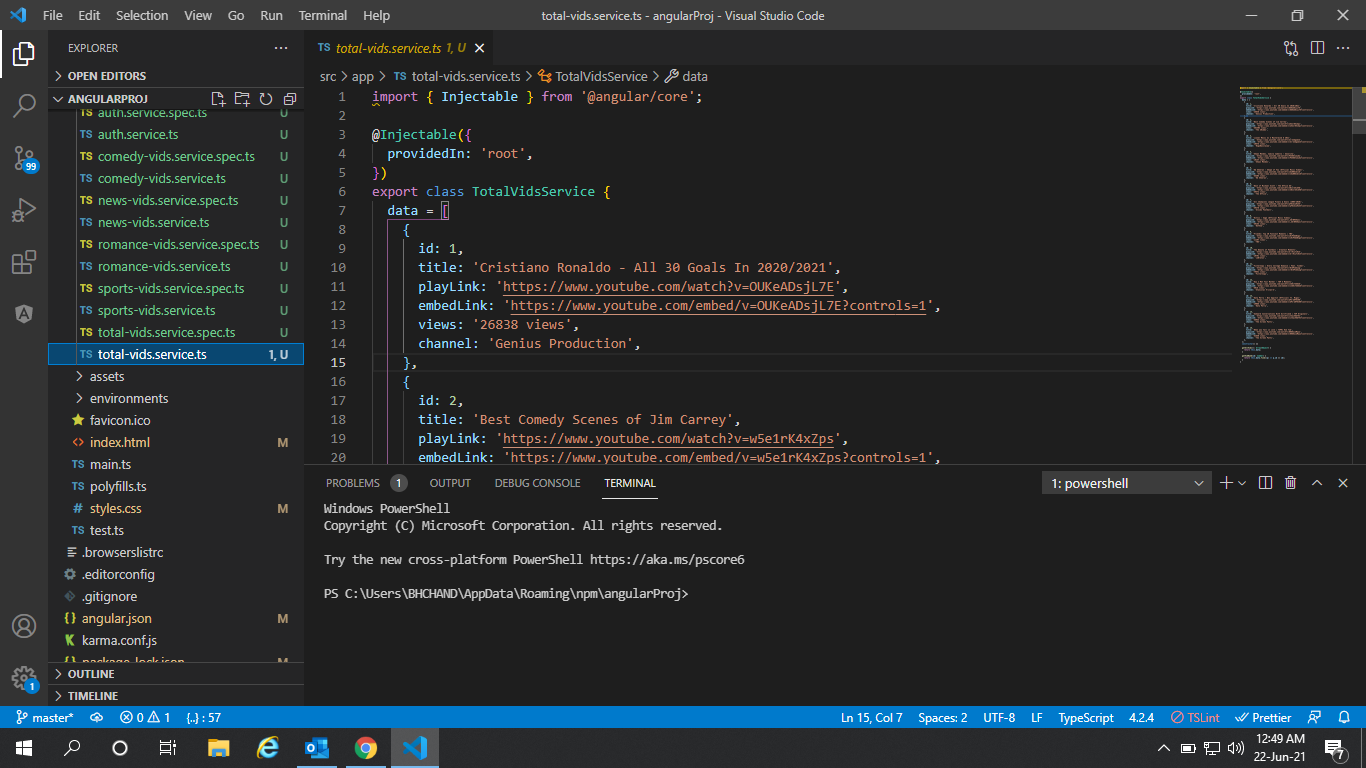 File Edit Selection View Go Run Terminal Help
total-vids.service.ts - angularProj - Visual Studio Code
EXPLORER
OPEN EDITORS
ANGULARPROJ
auth.service.spec.ts U
TS auth.service.ts U
TS comedy-vids.service.spec.ts U
TS comedy-vids.service.ts U
TS news-vids.service.spec.ts U
TS news-vids.service.ts U
TS romance-vids.service.spec.ts U
TS romance-vids.service.ts U
TS sports-vids.service.spec.ts U
TS sports-vids.service.ts U
TS total-vids.service.spec.ts U
TS total-vids.service.ts 1, U
assets
environments
favicon.ico
<> index.html M
TS main.ts
TS polyfills.ts
# styles.css M
TS test.ts
.browserslistrc
.editorconfig
.gitignore
{} angular.json M
K karma.conf.js
{} package-lock.json M
OUTLINE
TIMELINE
99
1
TS total-vids.service.ts 1, U
src > app > TS total-vids.service.ts > TotalVidsService > data
1 import { Injectable } from '@angular/core';
2
3 @Injectable({
4 providedIn: 'root',
5 })
6 export class TotalVidsService {
7 data = [
8 {
9 id: 1,
10 title: 'Cristiano Ronaldo - All 30 Goals In 2020/2021',
11 playLink: 'https://www.youtube.com/watch?v=OUKeADsjL7E',
12 embedLink: 'https://www.youtube.com/embed/v=OUKeADsjL7E?controls=1',
13 views: '26838 views',
14 channel: 'Genius Production',
15 },
16 {
17 id: 2,
18 title: 'Best Comedy Scenes of Jim Carrey',
19 playLink: 'https://www.youtube.com/watch?v=w5e1rK4xZps',
20 embedLink: 'https://www.youtube.com/embed/v=w5e1rK4xZps?controls=1',
PROBLEMS 1 OUTPUT DEBUG CONSOLE TERMINAL
1: powershell
Windows PowerShell
Copyright (C) Microsoft Corporation. All rights reserved.
Try the new cross-platform PowerShell https://aka.ms/pscore6
PS C:\Users\BHCHAND\AppData\Roaming\npm\angularProj>
master* 0 1 {..} : 57
Ln 15, Col 7 Spaces: 2 UTF-8 LF TypeScript 4.2.4 TSLint Prettier
12:49 AM
22-Jun-21
7